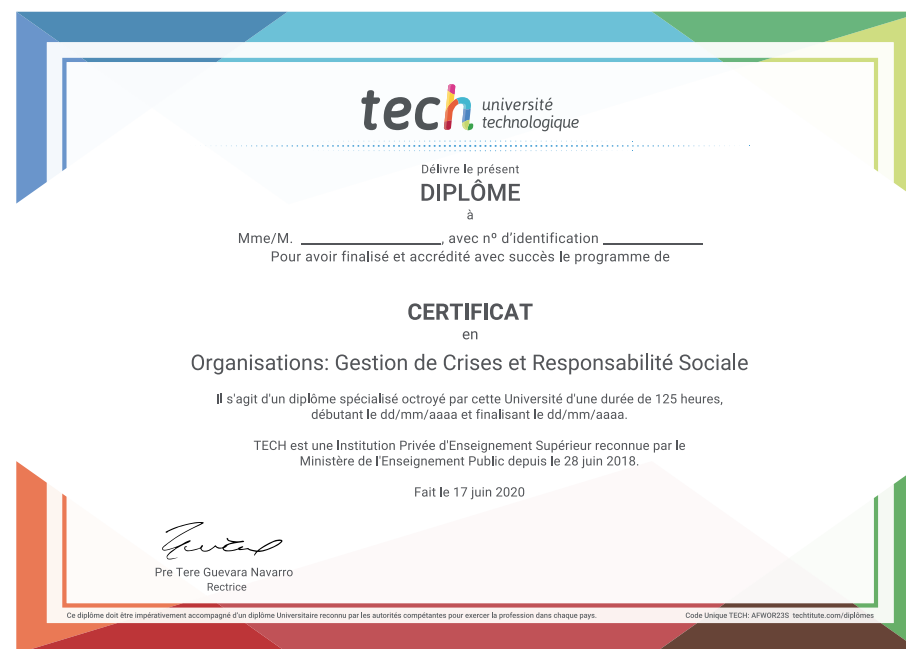 tech université
technologique
Délivre le présent
DIPLÔME
à
Mme/M. ____________________, avec nº d'identification ______________
Pour avoir finalisé et accrédité avec succès le programme de
CERTIFICAT
en
Organisations: Gestion de Crises et Responsabilité Sociale
Il s'agit d'un diplôme spécialisé octroyé par cette Université d'une durée de 125 heures,
débutant le dd/mm/aaaa et finalisant le dd/mm/aaaa.
TECH est une Institution Privée d'Enseignement Supérieur reconnue par le
Ministère de l'Enseignement Public depuis le 28 juin 2018.
Fait le 17 juin 2020
Pre Tere Guevara Navarro
Rectrice
Ce diplôme doit être impérativement accompagné d'un diplôme Universitaire reconnu par les autorités compétantes pour exercer la profession dans chaque pays.
Code Unique TECH: AFWOR23S techtitute.com/diplômes